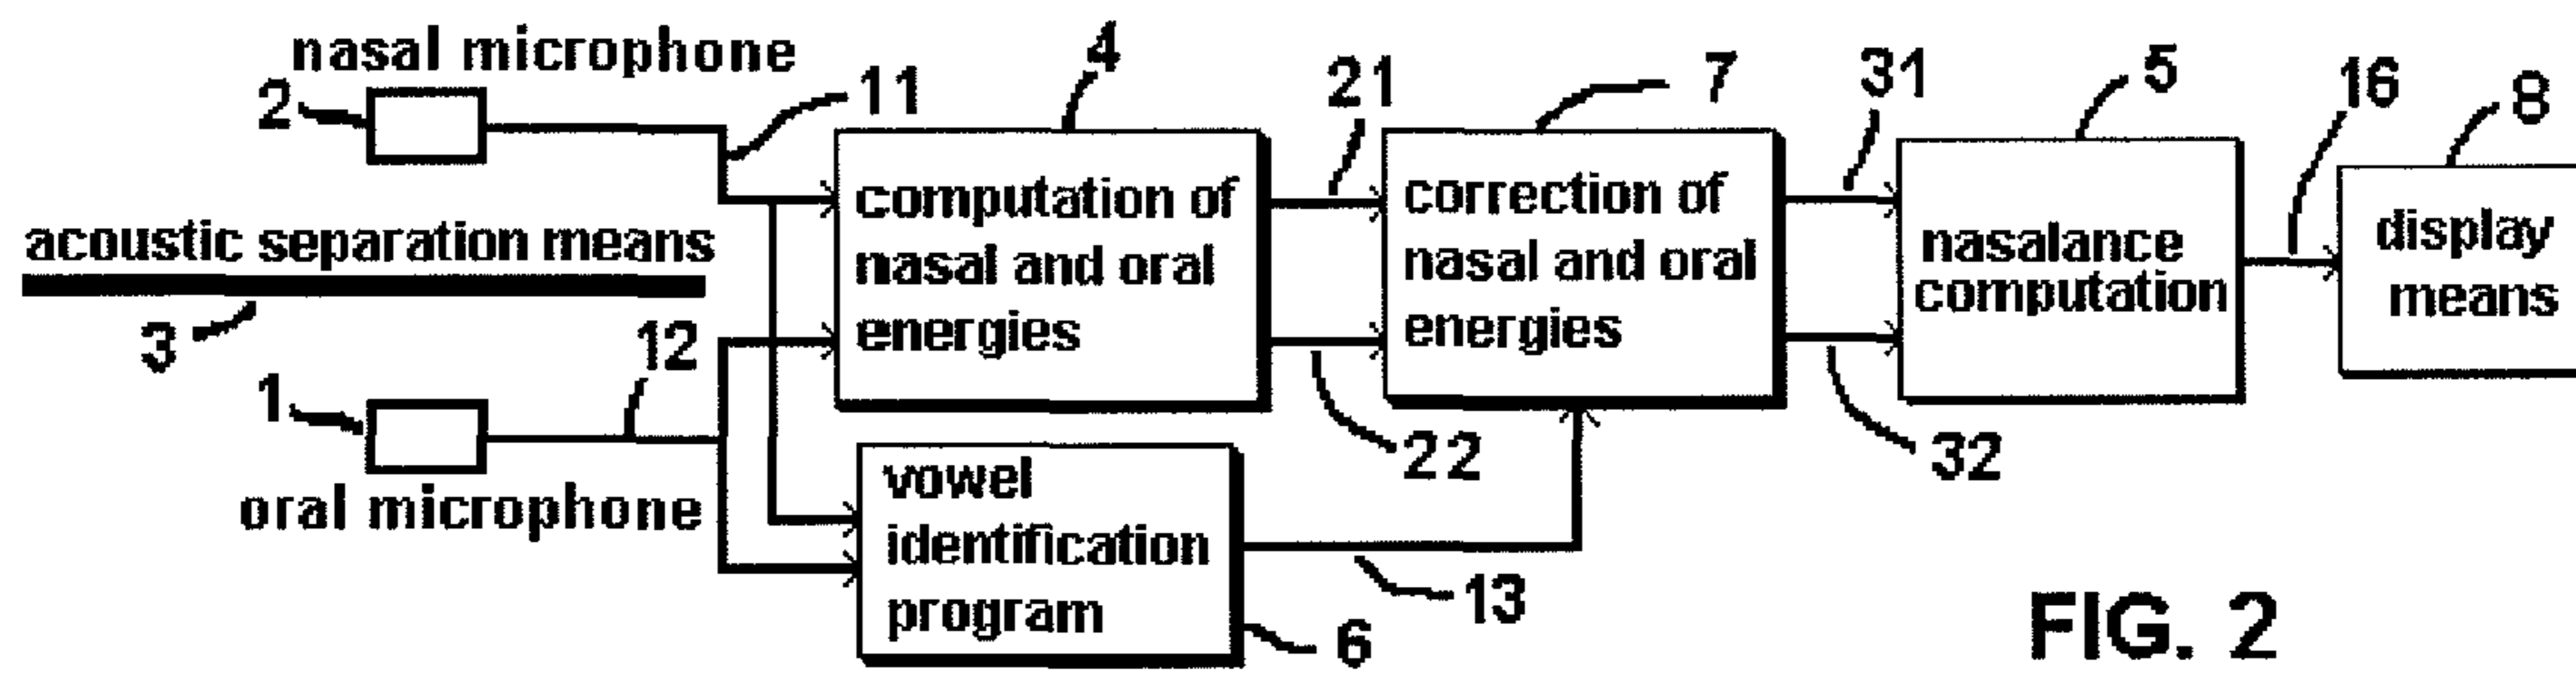 nasal microphone
2
11
4
21
7
31
5
16
8
acoustic separation means
3
12
1
oral microphone
computation of
nasal and oral
energies
22
correction of
nasal and oral
energies
32
nasalance
computation
display
means
vowel
identification
program
13
6
FIG. 2